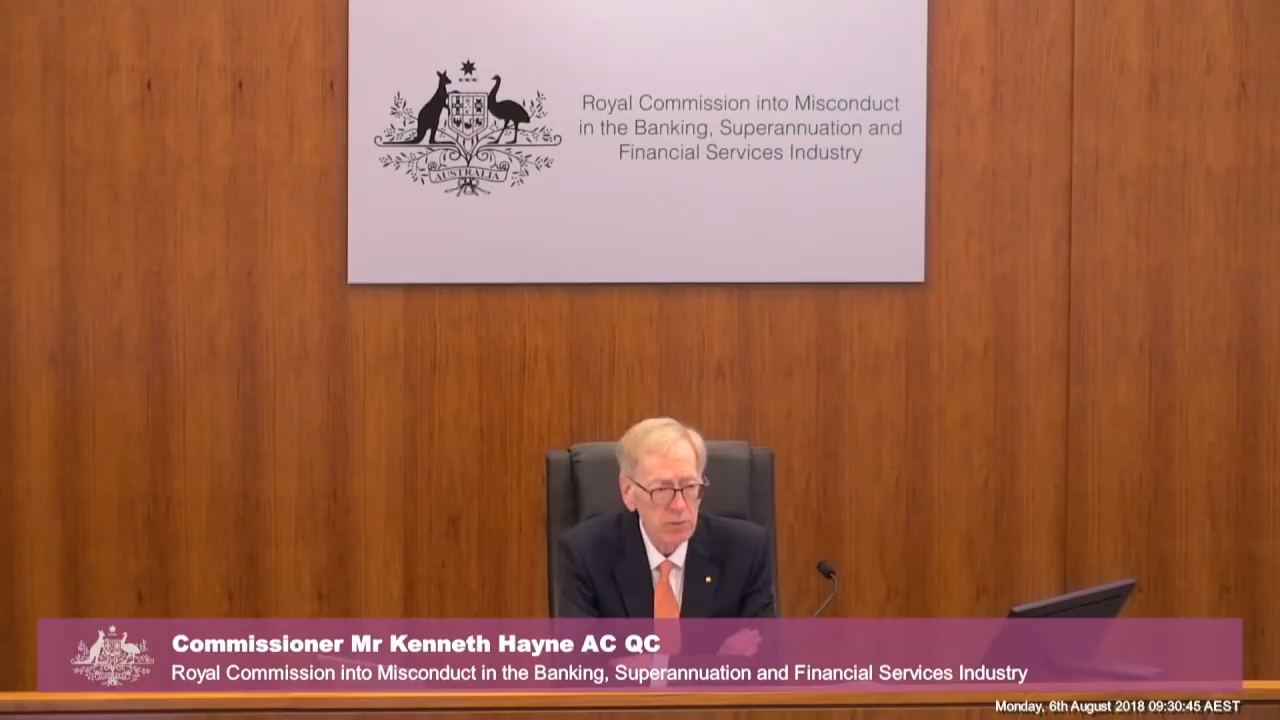 Royal Commission into Misconduct
in the Banking, Superannuation and
Financial Services Industry
AUSTRALIA
Commissioner Mr Kenneth Hayne AC QC
Royal Commission into Misconduct in the Banking, Superannuation and Financial Services Industry
Monday, 6th August 2018 09:30:45 AEST